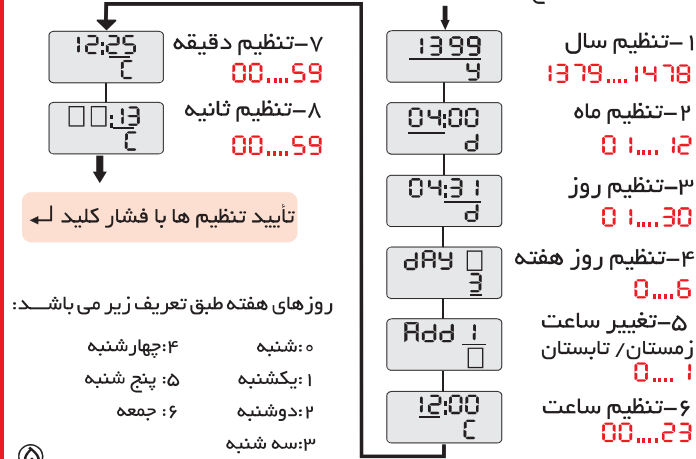 ۱-تنظیم سال
1379....1478
1399
y
۲-تنظیم ماه
01.... 12
04:00
d
۳-تنظیم روز
01....30
04:31
d
۴-تنظیم روز هفته
0....6
dAY
3
۵-تغییر ساعت
زمستان/ تابستان
0.... 1
Add 1
۶-تنظیم ساعت
00....23
12:00
C
۷-تنظیم دقیقه
00....59
12:25
C
۸-تنظیم ثانیه
00....59
:13
C
تأیید تنظیم ها با فشار کلید ↵
روزهای هفته طبق تعریف زیر می باشـــد:
۰:شنبه
۱:یکشنبه
۲:دوشنبه
۳:سه شنبه
۴:چهارشنبه
۵: پنج شنبه
۶: جمعه
۵